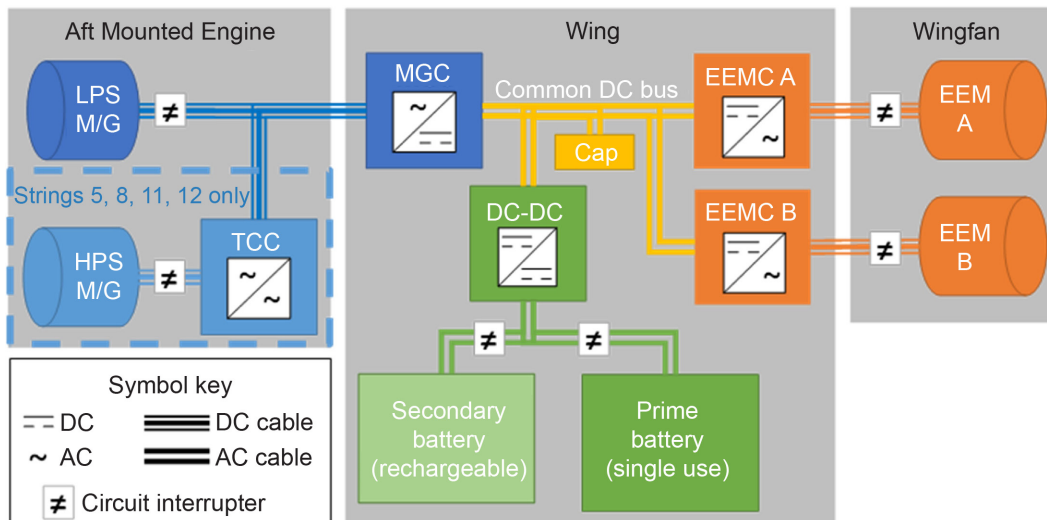 Aft Mounted Engine
LPS
M/G
≠
Strings 5, 8, 11, 12 only
HPS
M/G
≠
TCC
~
~
Wing
MGC
~
Common DC bus
Cap
DC-DC
EEMC A
~
EEMC B
~
≠
≠
Secondary
battery
(rechargeable)
Prime
battery
(single use)
Wingfan
≠
EEM
A
≠
EEM
B
Symbol key
DC
DC cable
~ AC
AC cable
≠ Circuit interrupter